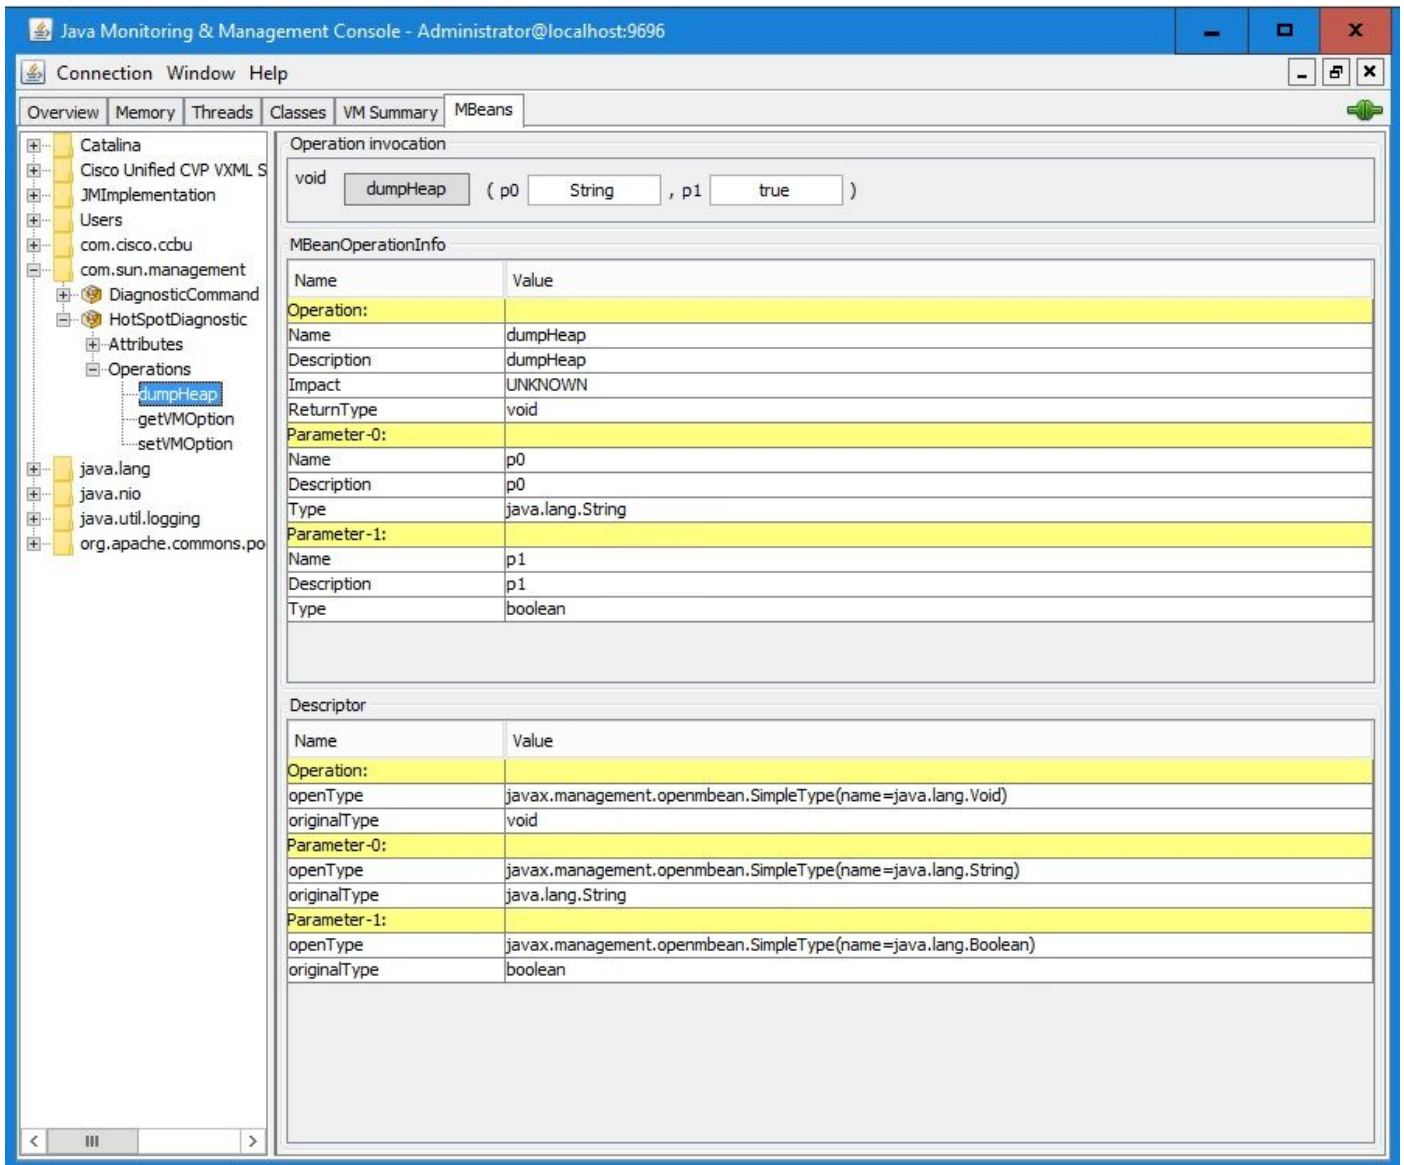 Java Monitoring & Management Console - Administrator@localhost:9696
Connection Window Help
Overview Memory Threads Classes VM Summary MBeans
Catalina
Cisco Unified CVP VXML S
JMImplementation
Users
com.cisco.ccbu
com.sun.management
DiagnosticCommand
HotSpotDiagnostic
Attributes
Operations
dumpHeap
getVMOption
setVMOption
java.lang
java.nio
java.util.logging
org.apache.commons.po
Operation invocation
void dumpHeap ( p0 String , p1 true )
MBeanOperationInfo
Name Value
Operation:
Name dumpHeap
Description dumpHeap
Impact UNKNOWN
ReturnType void
Parameter-0:
Name p0
Description p0
Type java.lang.String
Parameter-1:
Name p1
Description p1
Type boolean
Descriptor
Name Value
Operation:
openType javax.management.openmbean.SimpleType(name=java.lang.Void)
originalType void
Parameter-0:
openType javax.management.openmbean.SimpleType(name=java.lang.String)
originalType java.lang.String
Parameter-1:
openType javax.management.openmbean.SimpleType(name=java.lang.Boolean)
originalType boolean